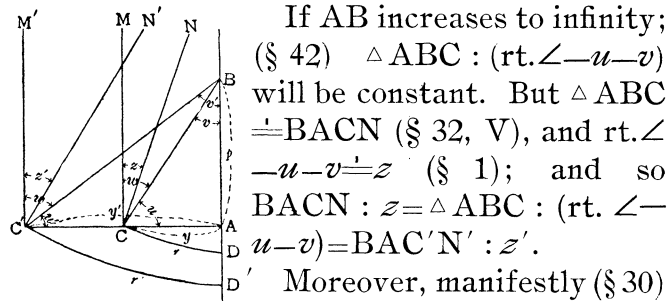 M′ M N′ N
B
v′
v
z′ z
w w
p
u′ y′ u
C′ C A
y
r D
r′ D′
If AB increases to infinity;
(§ 42) △ ABC : (rt.∠—u—v)
will be constant. But △ ABC
≐BACN (§ 32, V), and rt.∠
—u—v≐z (§ 1); and so
BACN : z=△ ABC : (rt. ∠—
u—v)=BAC′N′ : z′.
Moreover, manifestly (§ 30)